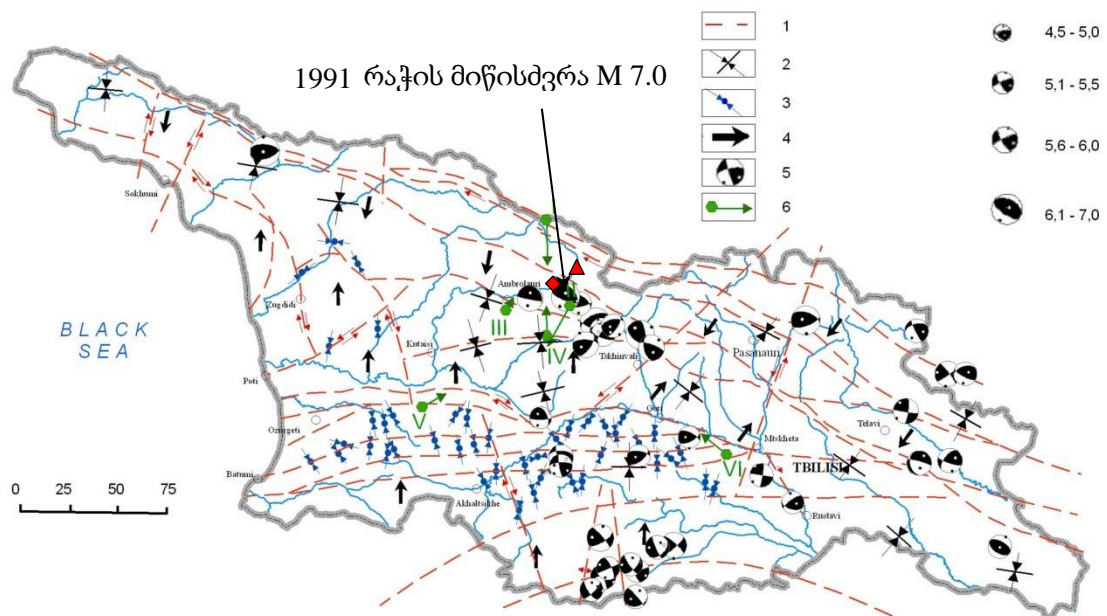 1991 რაჭის მიწისძვრა M 7.0
1
2
3
4
5
6
4,5 - 5,0
5,1 - 5,5
5,6 - 6,0
6,1 - 7,0
Sokhumi
Zugdidi
Ambrolauri
III
IV
Kutaisi
Tskhinvali
Pasanauri
BLACK
SEA
Poti
V
Gori
Telavi
Ozurgeti
Mtskheta
Batumi
VI
TBILISI
0 25 50 75
Akhaltsikhe
Rustavi